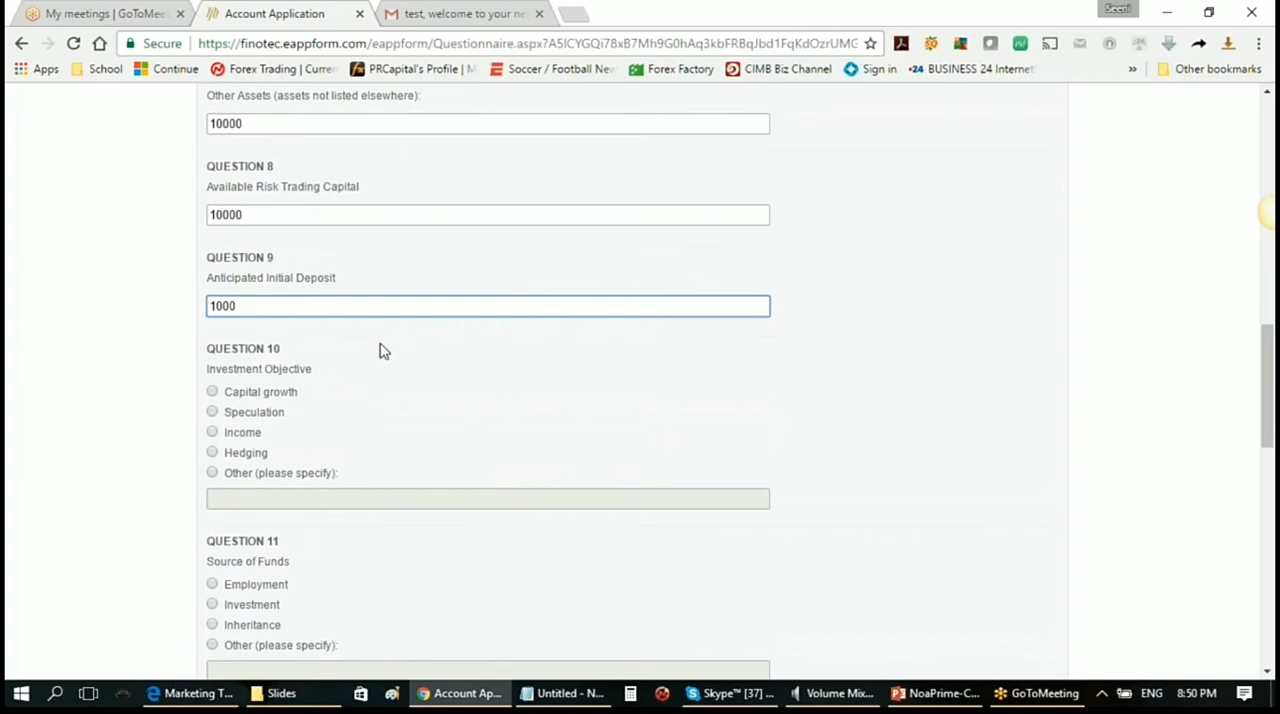 My meetings | GoToMee
Account Application
test, welcome to your ne
Seeni
Secure
https://finotec.eappform.com/eappform/Questionnaire.aspx?A5lCYGQi78xB7Mh9G0hAq3kbFRBqJbd1FqKdOzrUMG
Apps
School
Continue
Forex Trading | Curre
PRCapital's Profile | M
Soccer / Football New
Forex Factory
CIMB Biz Channel
Sign in
BUSINESS 24 Internet
»
Other bookmarks
Other Assets (assets not listed elsewhere):
10000
QUESTION 8
Available Risk Trading Capital
10000
QUESTION 9
Anticipated Initial Deposit
1000
QUESTION 10
Investment Objective
Capital growth
Speculation
Income
Hedging
Other (please specify):
QUESTION 11
Source of Funds
Employment
Investment
Inheritance
Other (please specify):
Marketing T...
Slides
Account Ap...
Untitled - N...
Skype™ [37] ...
Volume Mix...
NoaPrime-C...
GoToMeeting
ENG
8:50 PM